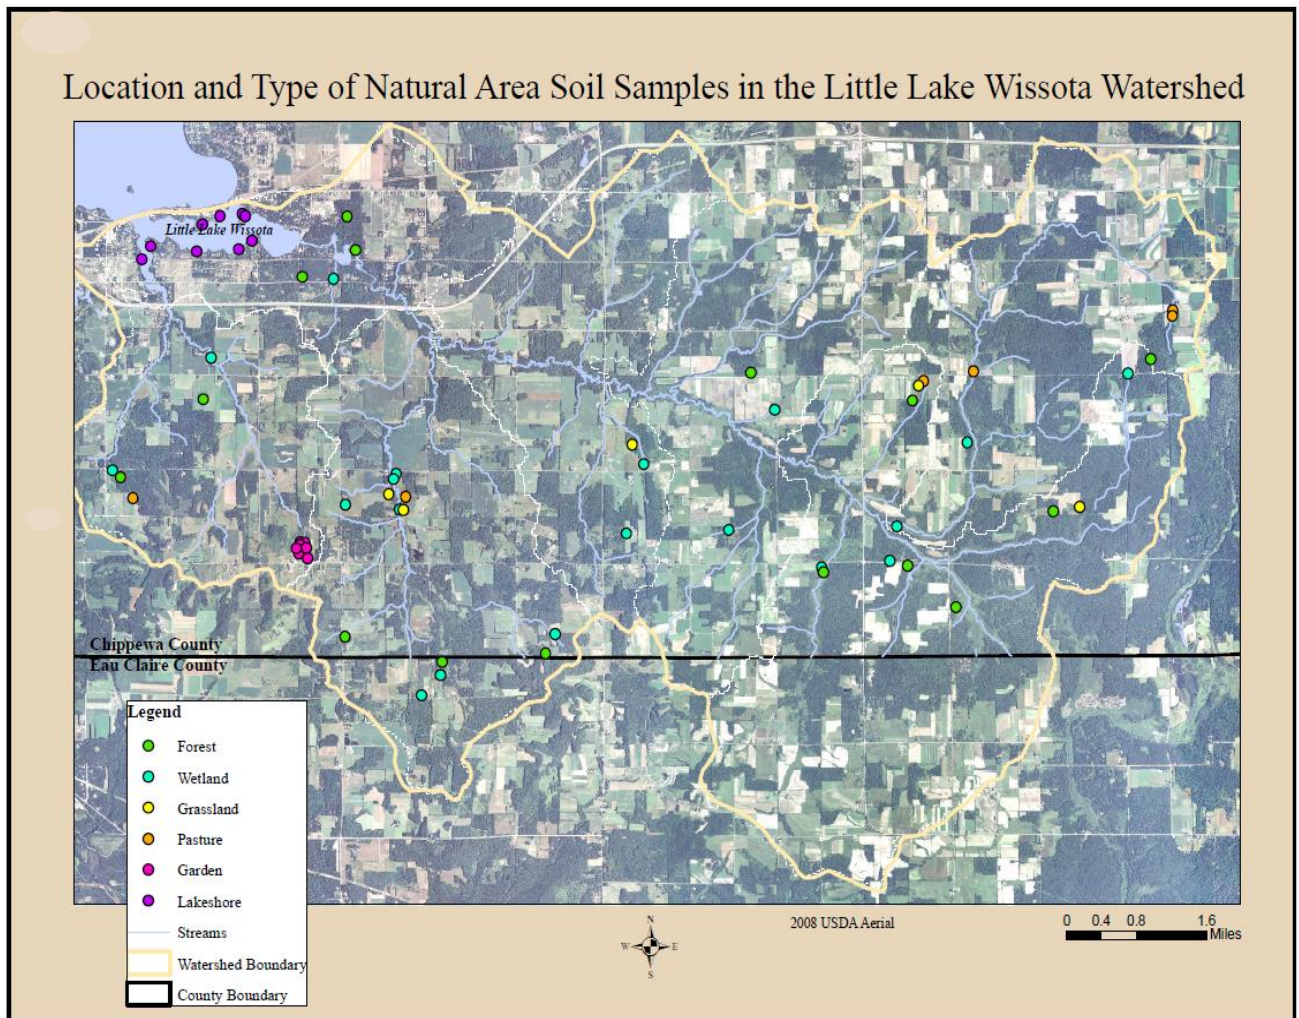 Location and Type of Natural Area Soil Samples in the Little Lake Wissota Watershed
Little Lake Wissota
Chippewa County
Eau Claire County
Legend
Forest
Wetland
Grassland
Pasture
Garden
Lakeshore
Streams
Watershed Boundary
County Boundary
N
W E
S
2008 USDA Aerial
0 0.4 0.8 1.6
Miles